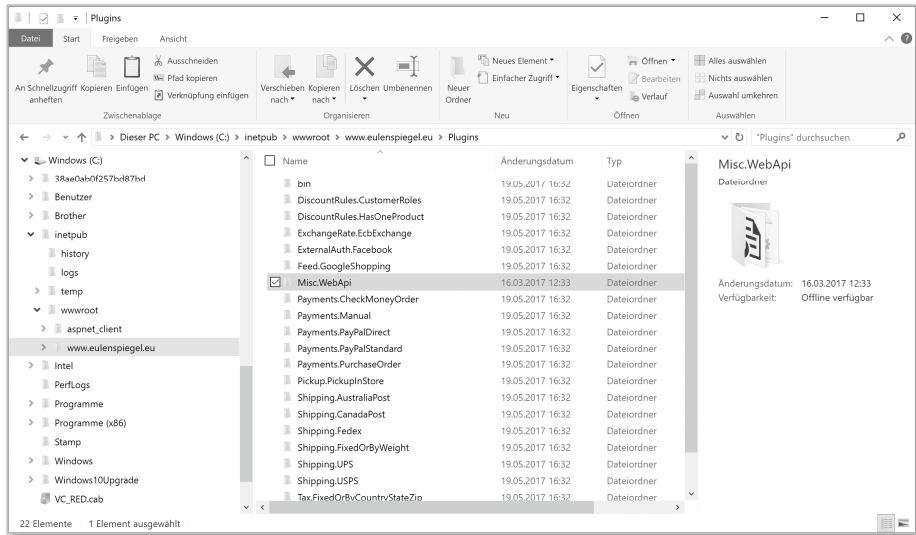 Plugins
Datei Start Freigeben Ansicht
An Schnellzugriff anheften
Kopieren
Einfügen
Ausschneiden
Pfad kopieren
Verknüpfung einfügen
Zwischenablage
Verschieben nach
Kopieren nach
Löschen
Umbenennen
Organisieren
Neuer Ordner
Neues Element
Einfacher Zugriff
Neu
Eigenschaften
Öffnen
Bearbeiten
Verlauf
Öffnen
Alles auswählen
Nichts auswählen
Auswahl umkehren
Auswählen
Dieser PC > Windows (C:) > inetpub > wwwroot > www.eulenspiegel.eu > Plugins
"Plugins" durchsuchen
Windows (C:)
38ae0ab0f257bd87bd
Benutzer
Brother
inetpub
history
logs
temp
wwwroot
aspnet_client
www.eulenspiegel.eu
Intel
PerfLogs
Programme
Programme (x86)
Stamp
Windows
Windows10Upgrade
VC_RED.cab
Name Änderungsdatum Typ
bin 19.05.2017 16:32 Dateiordner
DiscountRules.CustomerRoles 19.05.2017 16:32 Dateiordner
DiscountRules.HasOneProduct 19.05.2017 16:32 Dateiordner
ExchangeRate.EcbExchange 19.05.2017 16:32 Dateiordner
ExternalAuth.Facebook 19.05.2017 16:32 Dateiordner
Feed.GoogleShopping 19.05.2017 16:32 Dateiordner
Misc.WebApi 16.03.2017 12:33 Dateiordner
Payments.CheckMoneyOrder 19.05.2017 16:32 Dateiordner
Payments.Manual 19.05.2017 16:32 Dateiordner
Payments.PayPalDirect 19.05.2017 16:32 Dateiordner
Payments.PayPalStandard 19.05.2017 16:32 Dateiordner
Payments.PurchaseOrder 19.05.2017 16:32 Dateiordner
Pickup.PickupInStore 19.05.2017 16:32 Dateiordner
Shipping.AustraliaPost 19.05.2017 16:32 Dateiordner
Shipping.CanadaPost 19.05.2017 16:32 Dateiordner
Shipping.Fedex 19.05.2017 16:32 Dateiordner
Shipping.FixedOrByWeight 19.05.2017 16:32 Dateiordner
Shipping.UPS 19.05.2017 16:32 Dateiordner
Shipping.USPS 19.05.2017 16:32 Dateiordner
Tax.FixedOrByCountryStateZip 19.05.2017 16:32 Dateiordner
Misc.WebApi
Dateiordner
Änderungsdatum: 16.03.2017 12:33
Verfügbarkeit: Offline verfügbar
22 Elemente 1 Element ausgewählt